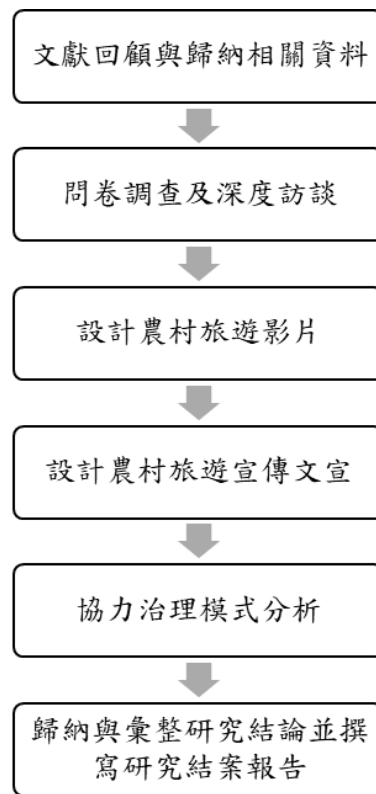 文獻回顧與歸納相關資料
問卷調查及深度訪談
設計農村旅遊影片
設計農村旅遊宣傳文宣
協力治理模式分析
歸納與彙整研究結論並撰
寫研究結案報告